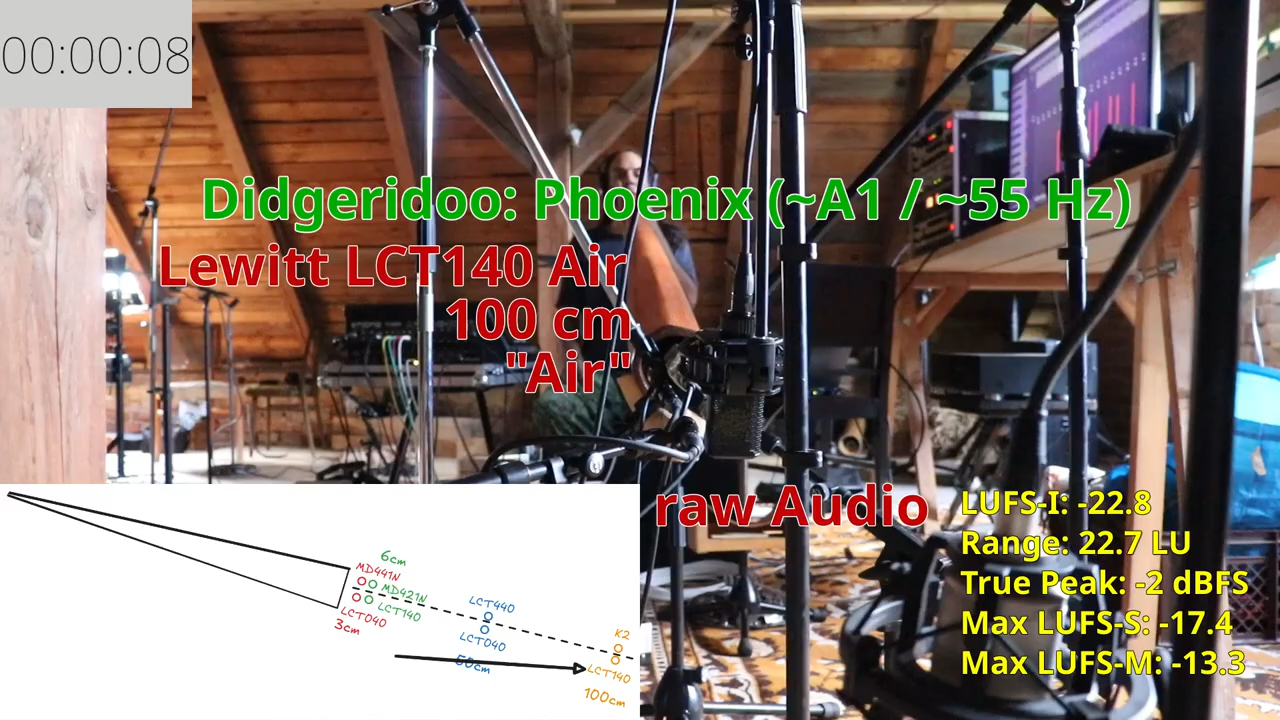 00:00:08
Didgeridoo: Phoenix (~A1 / ~55 Hz)
Lewitt LCT140 Air
100 cm
"Air"
raw Audio
LUFS-I: -22.8
Range: 22.7 LU
True Peak: -2 dBFS
Max LUFS-S: -17.4
Max LUFS-M: -13.3
6cm
MD441N
MD421N
LCT040
LCT140
3cm
LCT440
LCT040
50cm
K2
LCT140
100cm